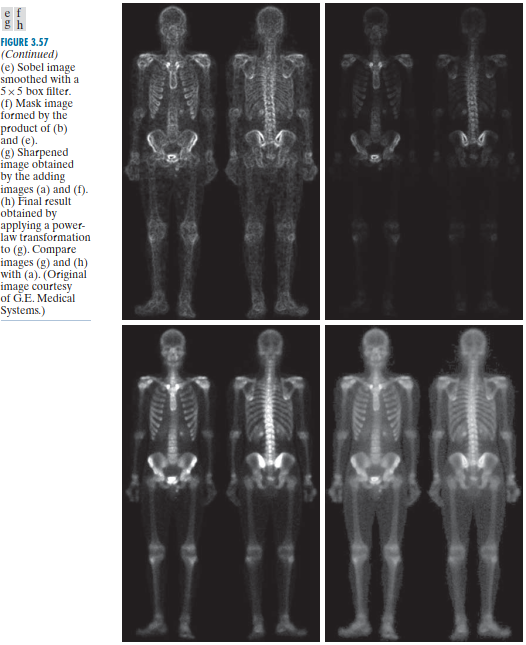 e f
g h
FIGURE 3.57
(Continued)
(e) Sobel image
smoothed with a
5 × 5 box filter.
(f) Mask image
formed by the
product of (b)
and (e).
(g) Sharpened
image obtained
by the adding
images (a) and (f).
(h) Final result
obtained by
applying a power-
law transformation
to (g). Compare
images (g) and (h)
with (a). (Original
image courtesy
of G.E. Medical
Systems.)